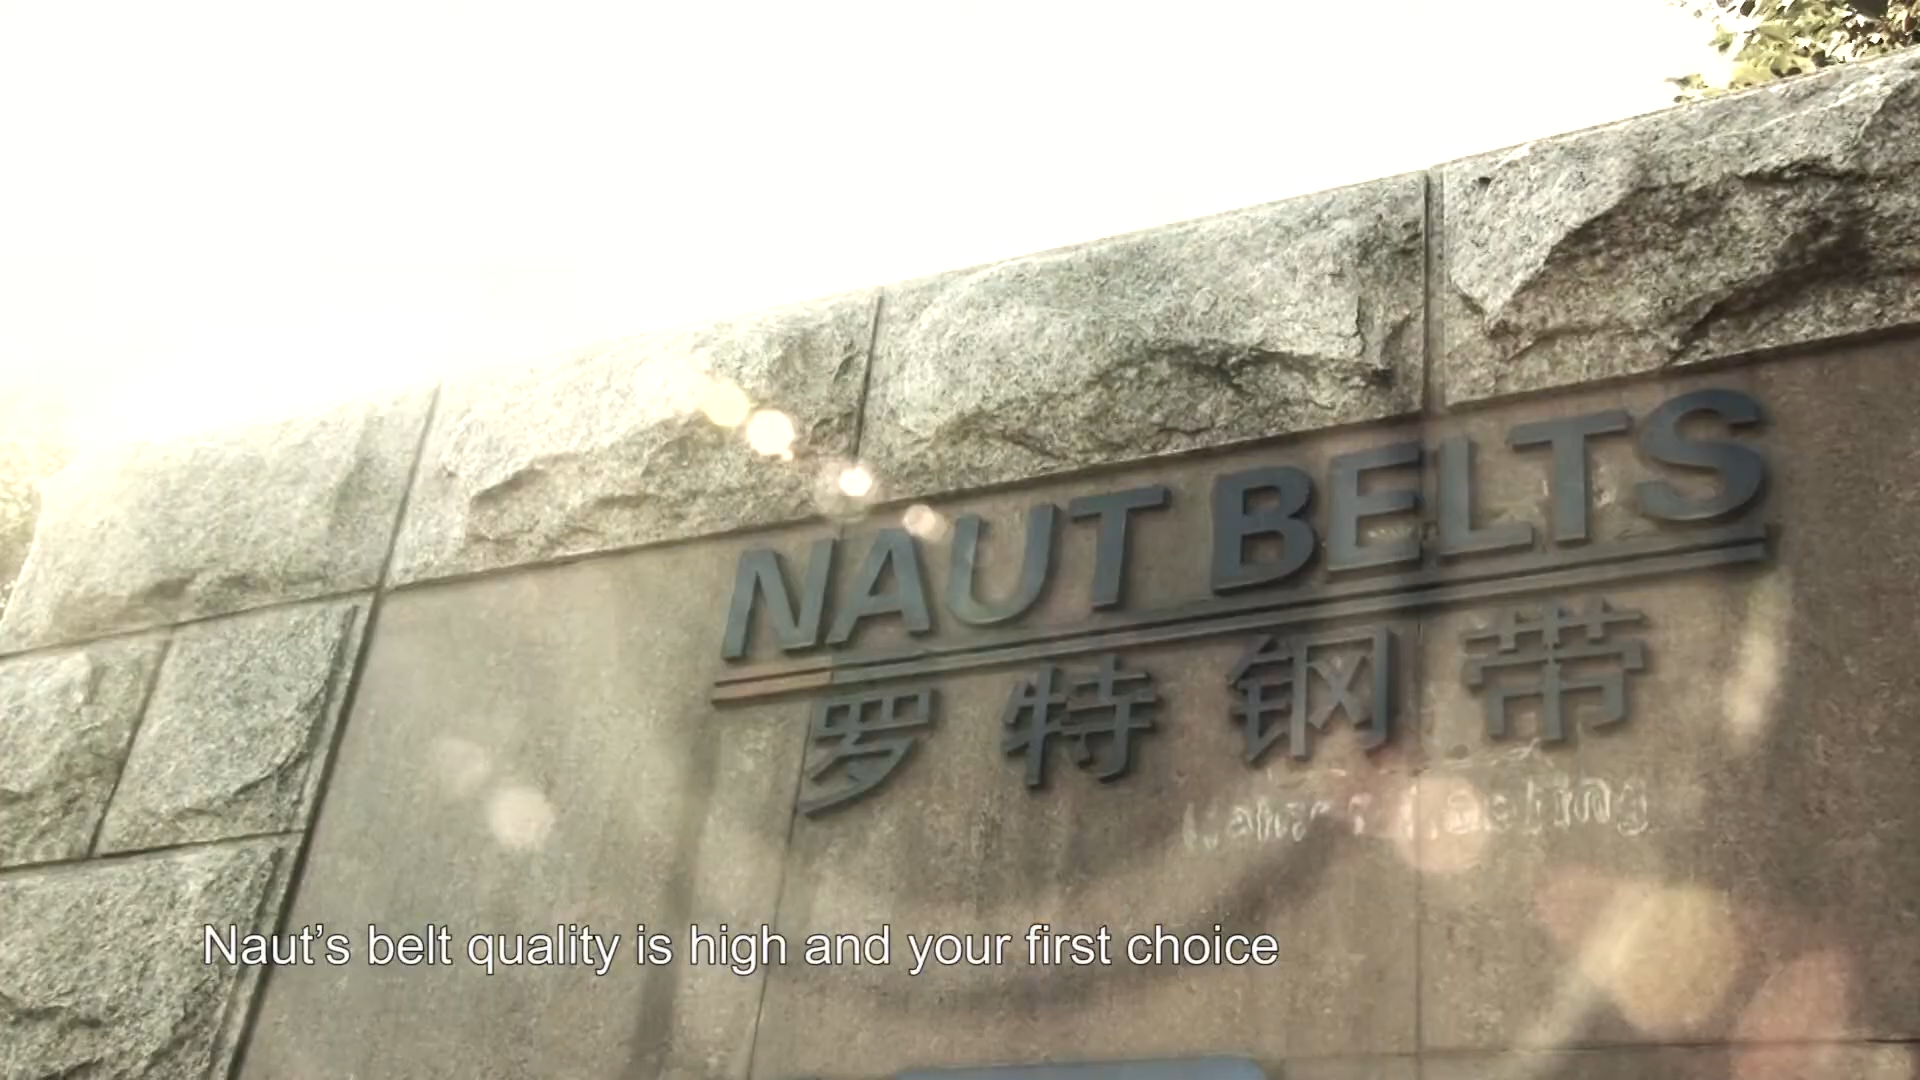 NAUT BELTS
罗特钢带
Naut’s belt quality is high and your first choice